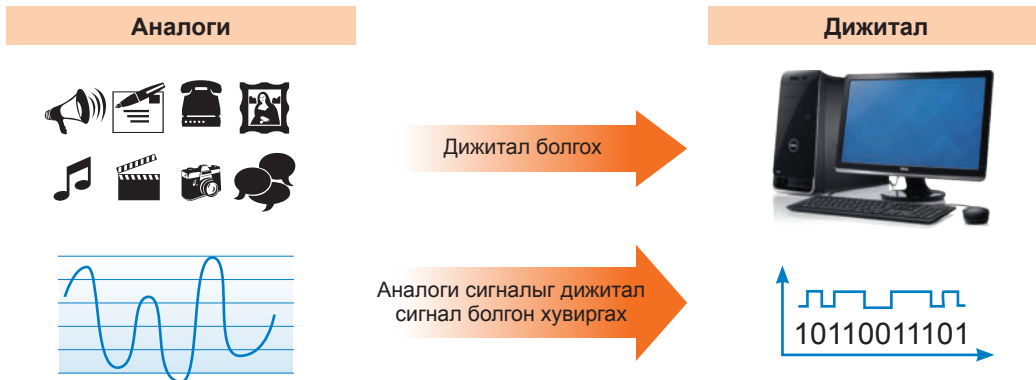 Аналоги
Дижитал
Дижитал болгох
Аналоги сигналыг дижитал
сигнал болгон хувиргах
10110011101